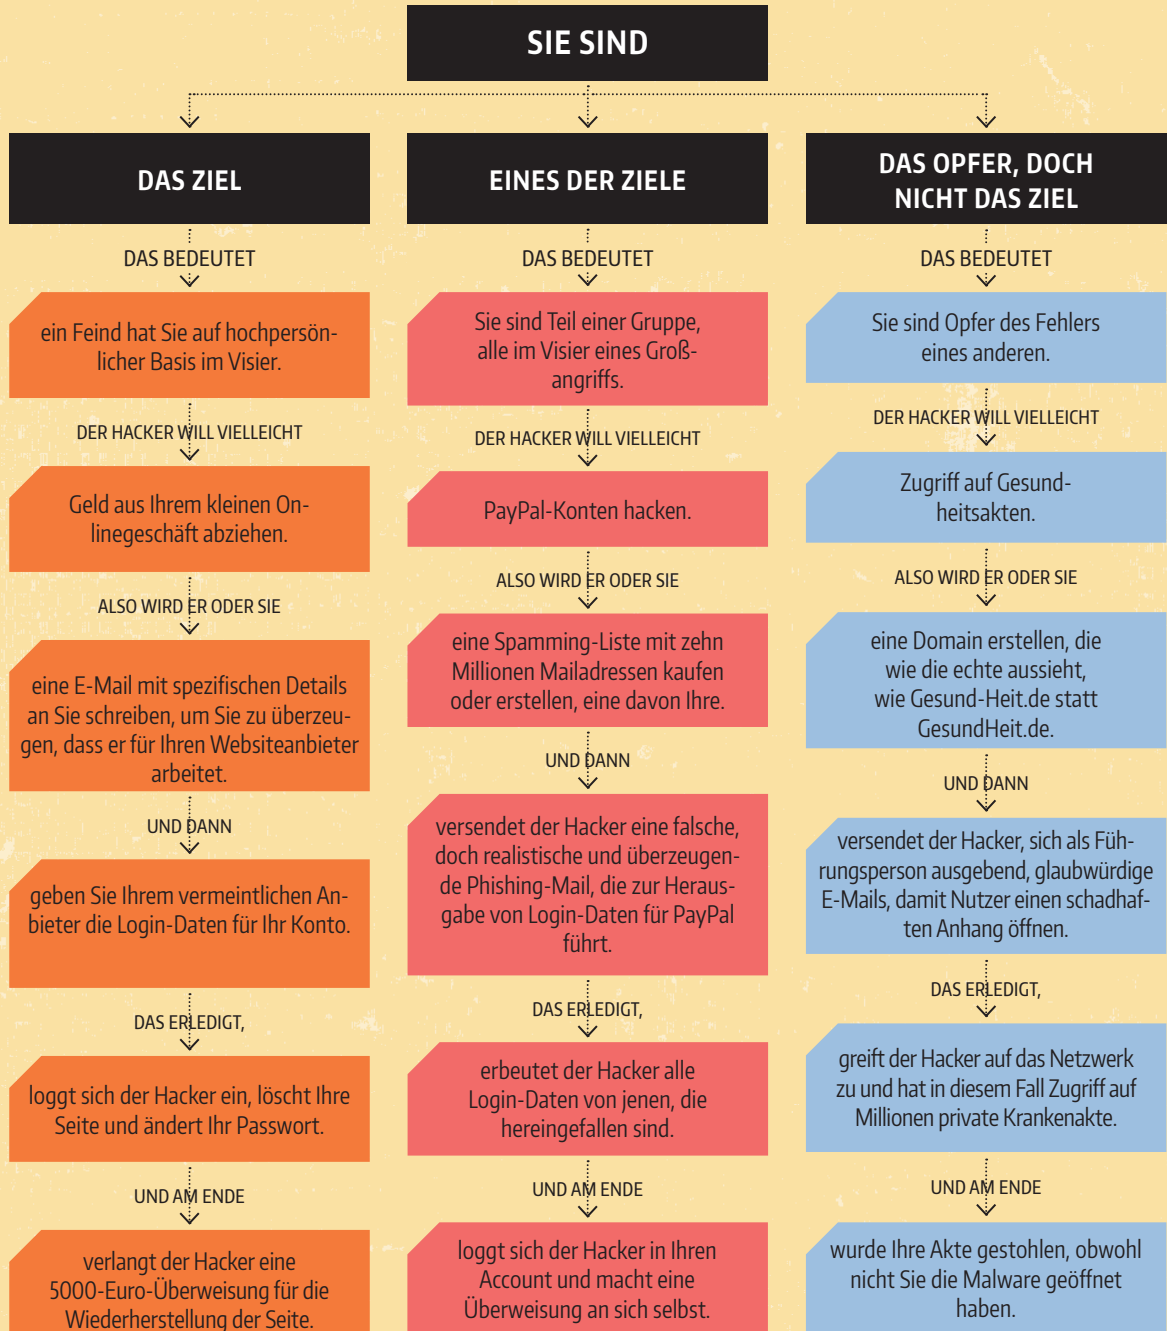 SIE SIND
DAS ZIEL
DAS BEDEUTET
ein Feind hat Sie auf hochpersön-
licher Basis im Visier.
DER HACKER WILL VIELLEICHT
Geld aus Ihrem kleinen On-
linegeschäft abziehen.
ALSO WIRD ER ODER SIE
eine E-Mail mit spezifischen Details
an Sie schreiben, um Sie zu überzeu-
gen, dass er für Ihren Websiteanbieter
arbeitet.
UND DANN
geben Sie Ihrem vermeintlichen An-
bieter die Login-Daten für Ihr Konto.
DAS ERLEDIGT,
loggt sich der Hacker ein, löscht Ihre
Seite und ändert Ihr Passwort.
UND AM ENDE
verlangt der Hacker eine
5000-Euro-Überweisung für die
Wiederherstellung der Seite.
EINES DER ZIELE
DAS BEDEUTET
Sie sind Teil einer Gruppe,
alle im Visier eines Groß-
angriffs.
DER HACKER WILL VIELLEICHT
PayPal-Konten hacken.
ALSO WIRD ER ODER SIE
eine Spamming-Liste mit zehn
Millionen Mailadressen kaufen
oder erstellen, eine davon Ihre.
UND DANN
versendet der Hacker eine falsche,
doch realistische und überzeugen-
de Phishing-Mail, die zur Heraus-
gabe von Login-Daten für PayPal
führt.
DAS ERLEDIGT,
erbeutet der Hacker alle
Login-Daten von jenen, die
hereingefallen sind.
UND AM ENDE
loggt sich der Hacker in Ihren
Account und macht eine
Überweisung an sich selbst.
DAS OPFER, DOCH
NICHT DAS ZIEL
DAS BEDEUTET
Sie sind Opfer des Fehlers
eines anderen.
DER HACKER WILL VIELLEICHT
Zugriff auf Gesund-
heitsakten.
ALSO WIRD ER ODER SIE
eine Domain erstellen, die
wie die echte aussieht,
wie Gesund-Heit.de statt
GesundHeit.de.
UND DANN
versendet der Hacker, sich als Füh-
rungsperson ausgebend, glaubwürdige
E-Mails, damit Nutzer einen schadhaf-
ten Anhang öffnen.
DAS ERLEDIGT,
greift der Hacker auf das Netzwerk
zu und hat in diesem Fall Zugriff auf
Millionen private Krankenakte.
UND AM ENDE
wurde Ihre Akte gestohlen, obwohl
nicht Sie die Malware geöffnet
haben.